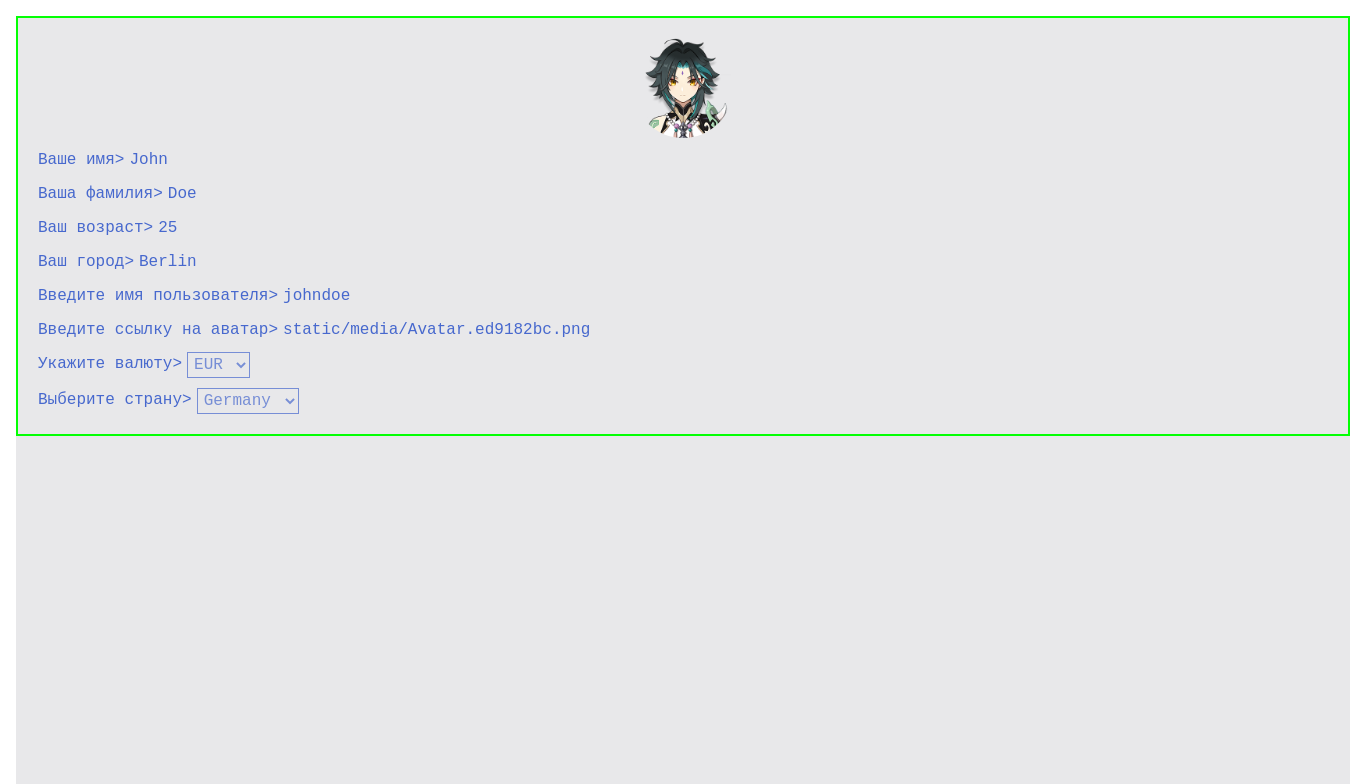 Ваше имя> John
Ваша фамилия> Doe
Ваш возраст> 25
Ваш город> Berlin
Введите имя пользователя> johndoe
Введите ссылку на аватар> static/media/Avatar.ed9182bc.png
Укажите валюту> EUR
Выберите страну> Germany